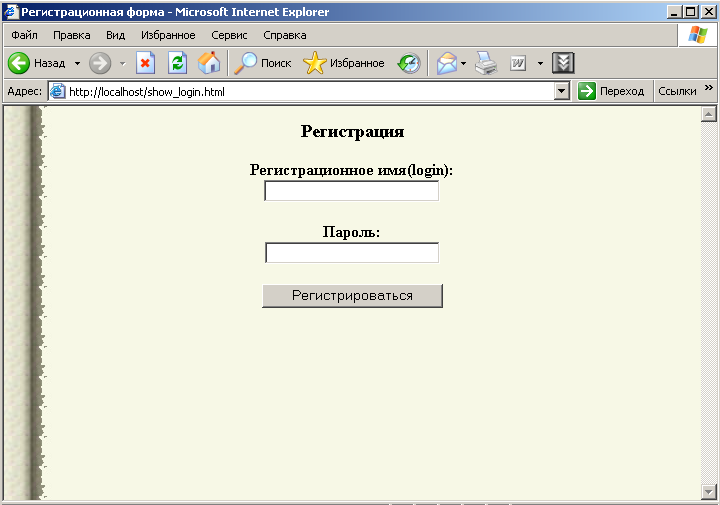 Регистрационная форма - Microsoft Internet Explorer
Файл Правка Вид Избранное Сервис Справка
Назад Поиск Избранное W
Адрес: http://localhost/show_login.html Переход Ссылки »
Регистрация
Регистрационное имя(login):
Пароль:
Регистрироваться